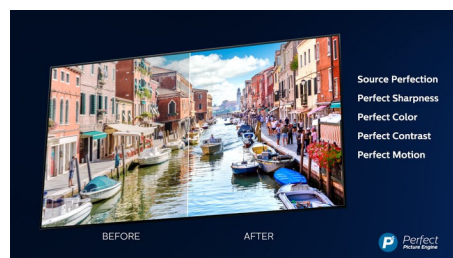 Source Perfection
Perfect Sharpness
Perfect Color
Perfect Contrast
Perfect Motion
BEFORE
AFTER
P
Perfect
Picture Engine